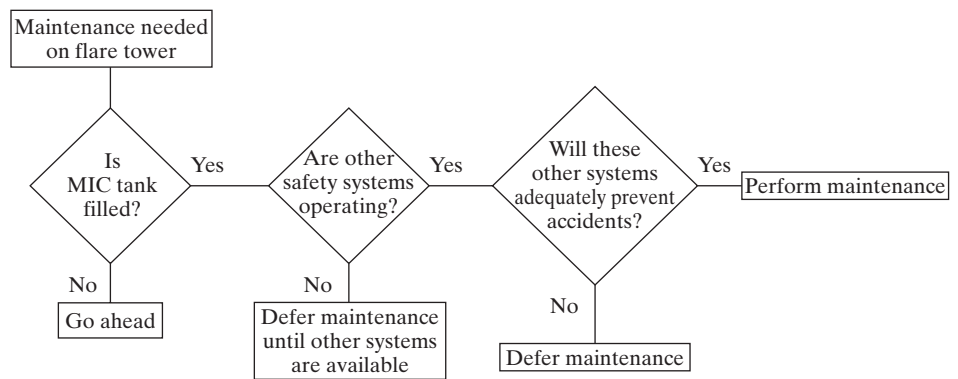 Maintenance needed
on flare tower
Is
MIC tank
filled?
Yes
No
Go ahead
Are other
safety systems
operating?
Yes
No
Defer maintenance
until other systems
are available
Will these
other systems
adequately prevent
accidents?
Yes
Perform maintenance
No
Defer maintenance